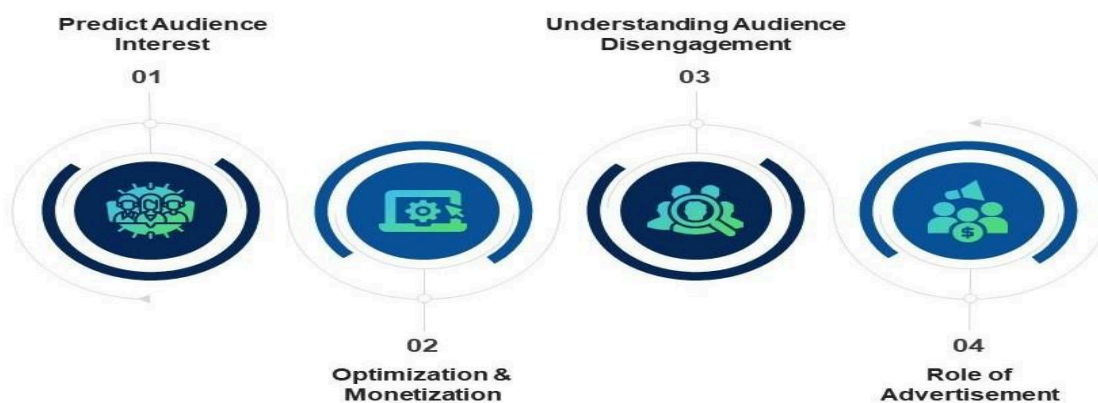 Predict Audience
Interest
01
02
Optimization &
Monetization
Understanding Audience
Disengagement
03
$
04
Role of
Advertisement